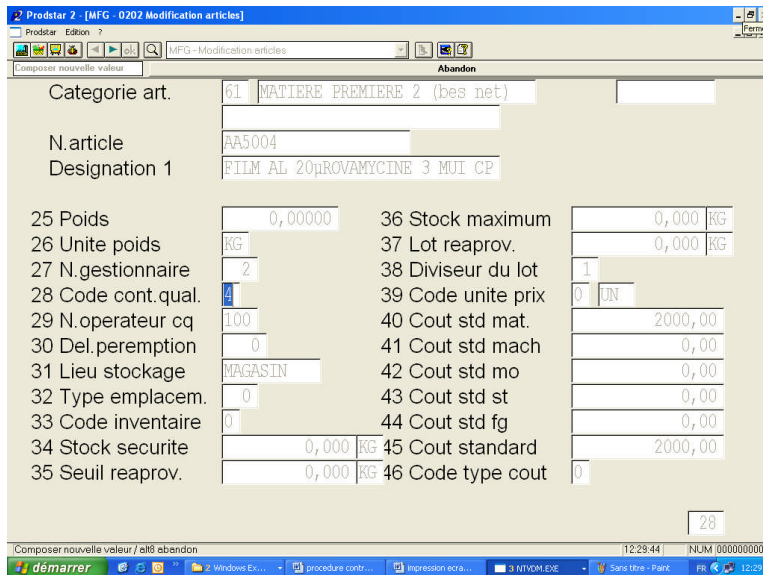 Prodstar 2 - [MFG - 0202 Modification articles]
Prodstar Edition ?
Ferme
ok MFG - Modification articles
Composer nouvelle valeur Abandon
Categorie art. 61 MATIERE PREMIERE 2 (bes net)
N.article AA5004
Designation 1 FILM AL 20µROVAMYCINE 3 MUI CP
25 Poids 0,00000 36 Stock maximum 0,000 KG
26 Unite poids KG 37 Lot reaprov. 0,000 KG
27 N.gestionnaire 2 38 Diviseur du lot 1
28 Code cont.qual. 4 39 Code unite prix 0 UN
29 N.operateur cq 100 40 Cout std mat. 2000,00
30 Del.peremption 0 41 Cout std mach 0,00
31 Lieu stockage MAGASIN 42 Cout std mo 0,00
32 Type emplacem. 0 43 Cout std st 0,00
33 Code inventaire 0 44 Cout std fg 0,00
34 Stock securite 0,000 KG 45 Cout standard 2000,00
35 Seuil reaprov. 0,000 KG 46 Code type cout 0
28
Composer nouvelle valeur / alt8 abandon 12:29:44 NUM 000000000
démarrer 2 Windows Ex... procedure contr... impression ecra... 3 NTVDM.EXE Sans titre - Paint FR 12:29